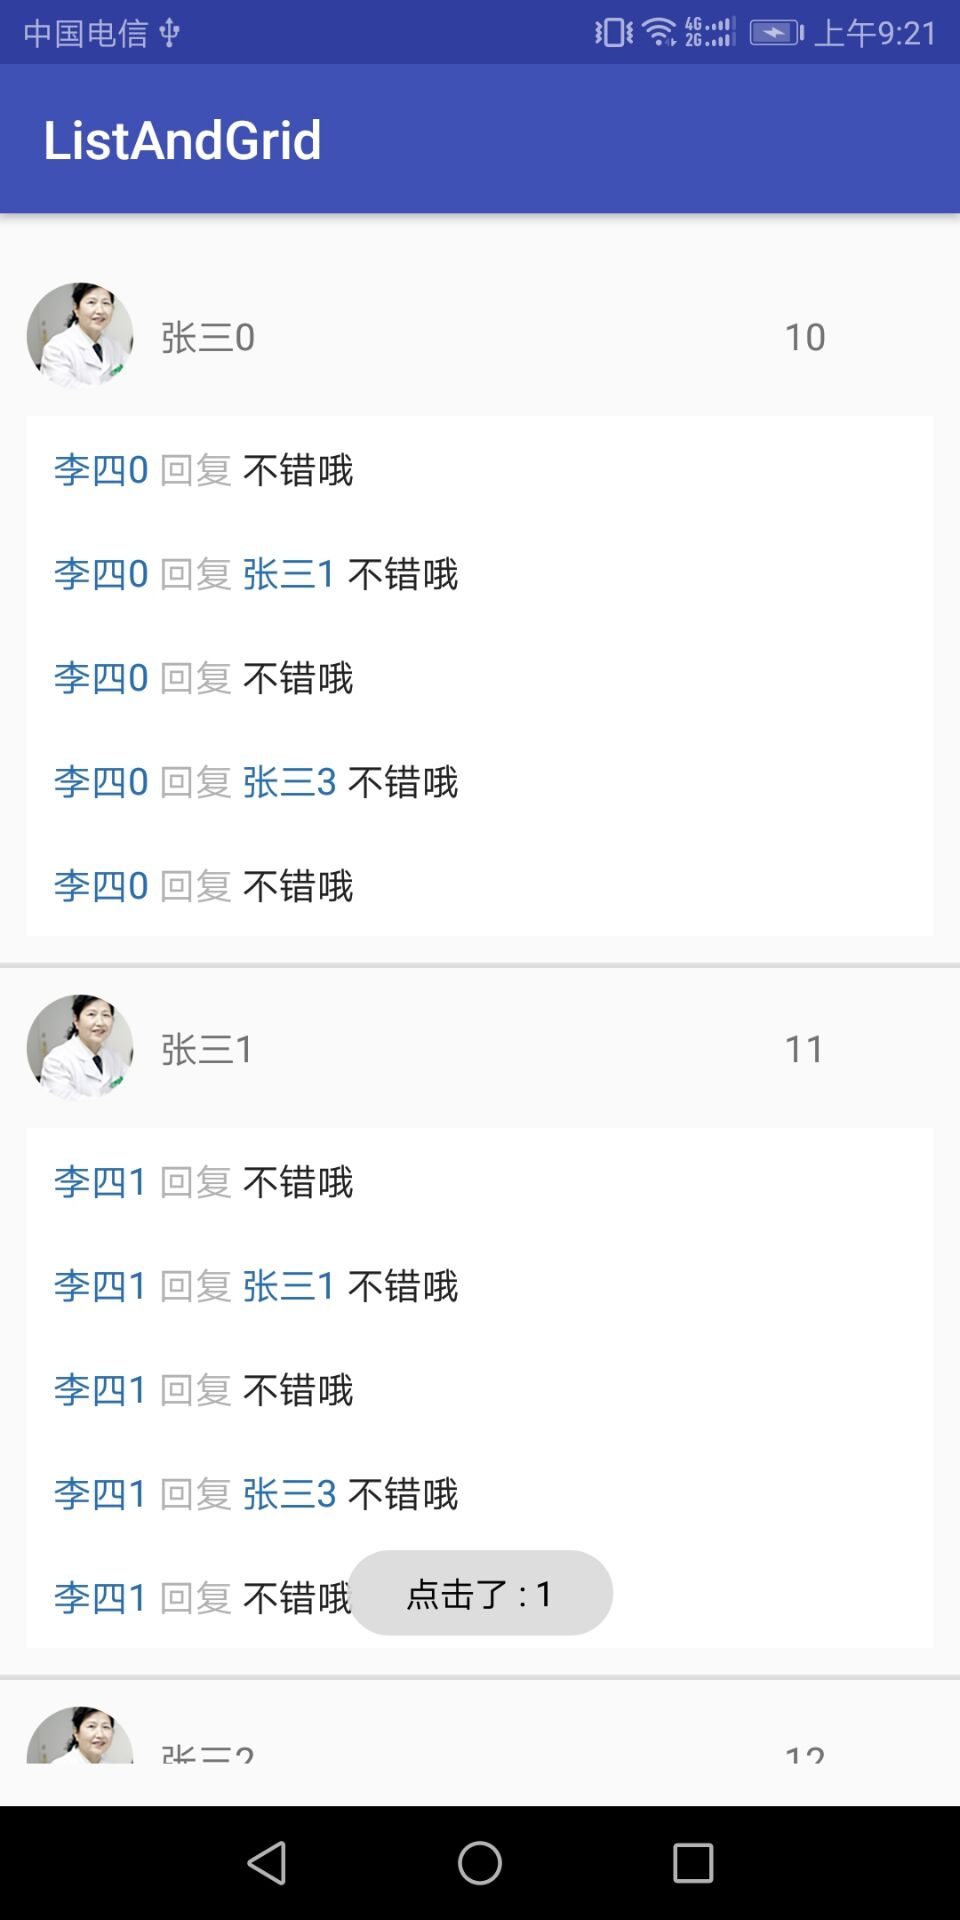 中国电信 4G 2G 上午9:21
ListAndGrid
张三0 10
李四0 回复 不错哦
李四0 回复 张三1 不错哦
李四0 回复 不错哦
李四0 回复 张三3 不错哦
李四0 回复 不错哦
张三1 11
李四1 回复 不错哦
李四1 回复 张三1 不错哦
李四1 回复 不错哦
李四1 回复 张三3 不错哦
李四1 回复 不错哦
点击了 : 1
张三2 12